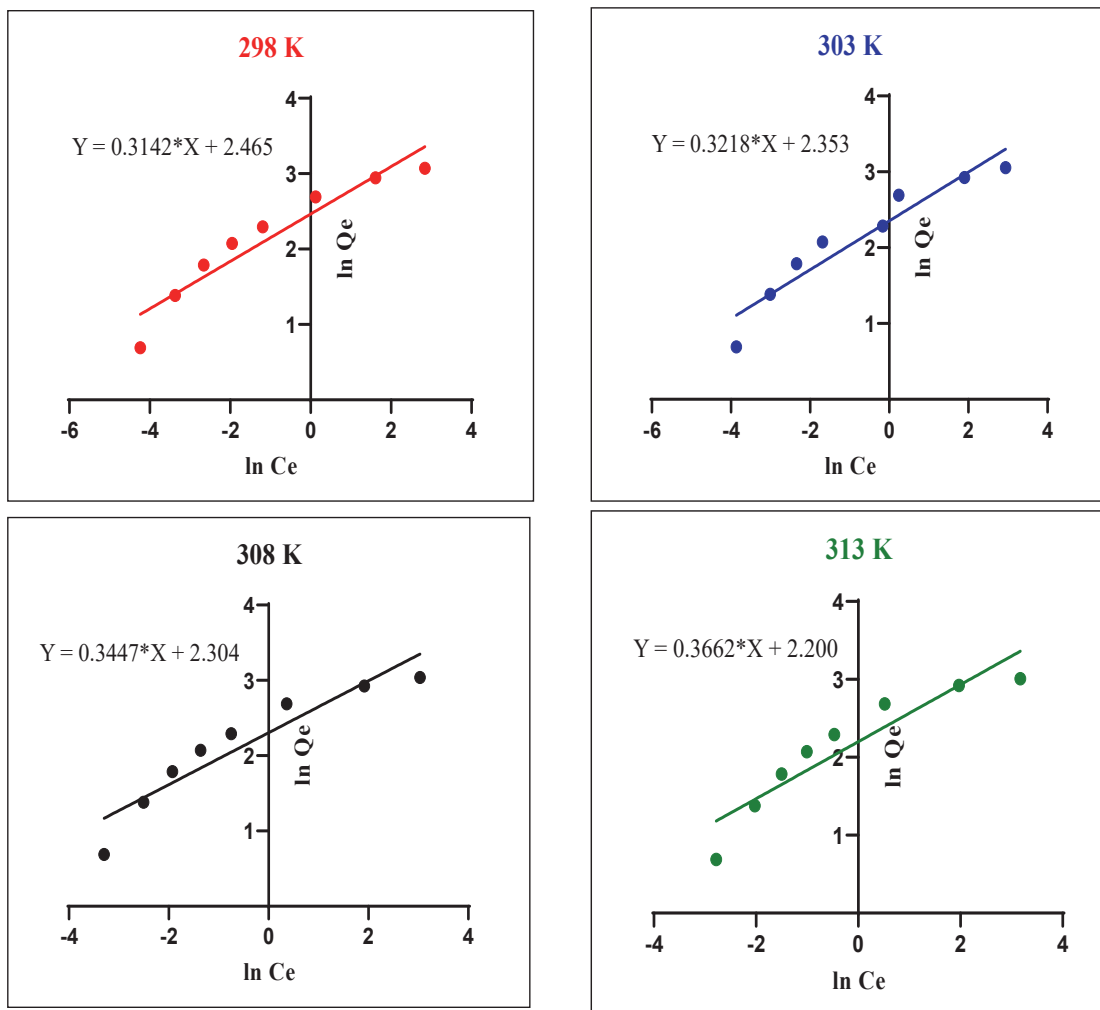 298 K
Y = 0.3142*X + 2.465
4
3
2
1
ln Qe
-6 -4 -2 0 2 4
ln Ce
303 K
Y = 0.3218*X + 2.353
4
3
2
1
ln Qe
-6 -4 -2 0 2 4
ln Ce
308 K
Y = 0.3447*X + 2.304
4
3
2
1
ln Qe
-4 -2 0 2 4
ln Ce
313 K
Y = 0.3662*X + 2.200
4
3
2
1
ln Qe
-4 -2 0 2 4
ln Ce